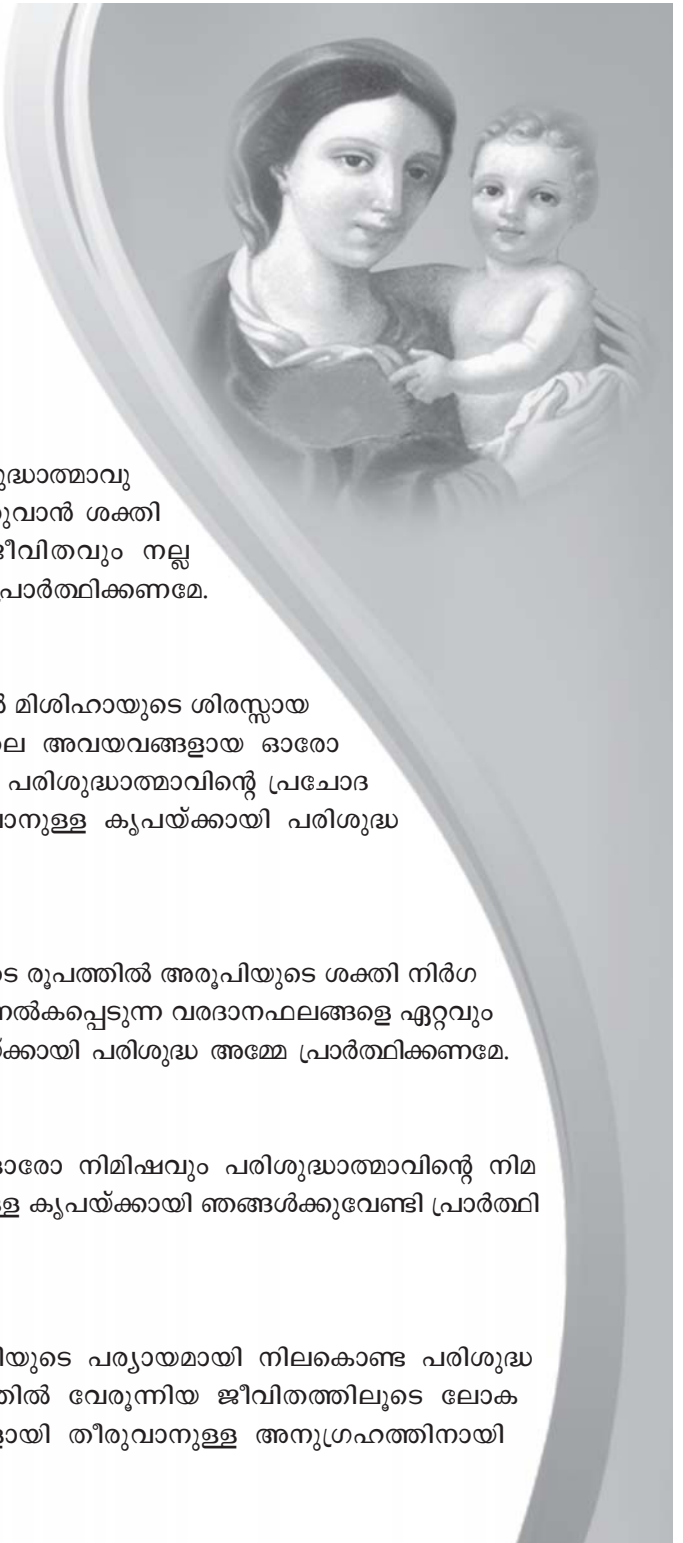 ുദ്ധാത്മാവു
ുവാൻ ശക്തി
ജീവിതവും നല്ല
പ്രാർത്ഥിക്കണമേ.
മിശിഹായുടെ ശിരസ്സായ
ലെ അവയവങ്ങളായ ഓരോ
പരിശുദ്ധാത്മാവിന്റെ പ്രചോദ
വാനുള്ള കൃപയ്ക്കായി പരിശുദ്ധ
ടെ രൂപത്തിൽ അരൂപിയുടെ ശക്തി നിർഗ
നൽകപ്പെടുന്ന വരദാനഫലങ്ങളെ ഏറ്റവും
യ്ക്കായി പരിശുദ്ധ അമ്മേ പ്രാർത്ഥിക്കണമേ.
ഓരോ നിമിഷവും പരിശുദ്ധാത്മാവിന്റെ നിമ
ള്ള കൃപയ്ക്കായി ഞങ്ങൾക്കുവേണ്ടി പ്രാർത്ഥി
ിയുടെ പര്യായമായി നിലകൊണ്ട പരിശുദ്ധ
ത്തിൽ വേരൂന്നിയ ജീവിതത്തിലൂടെ ലോക
ളായി തീരുവാനുള്ള അനുഗ്രഹത്തിനായി